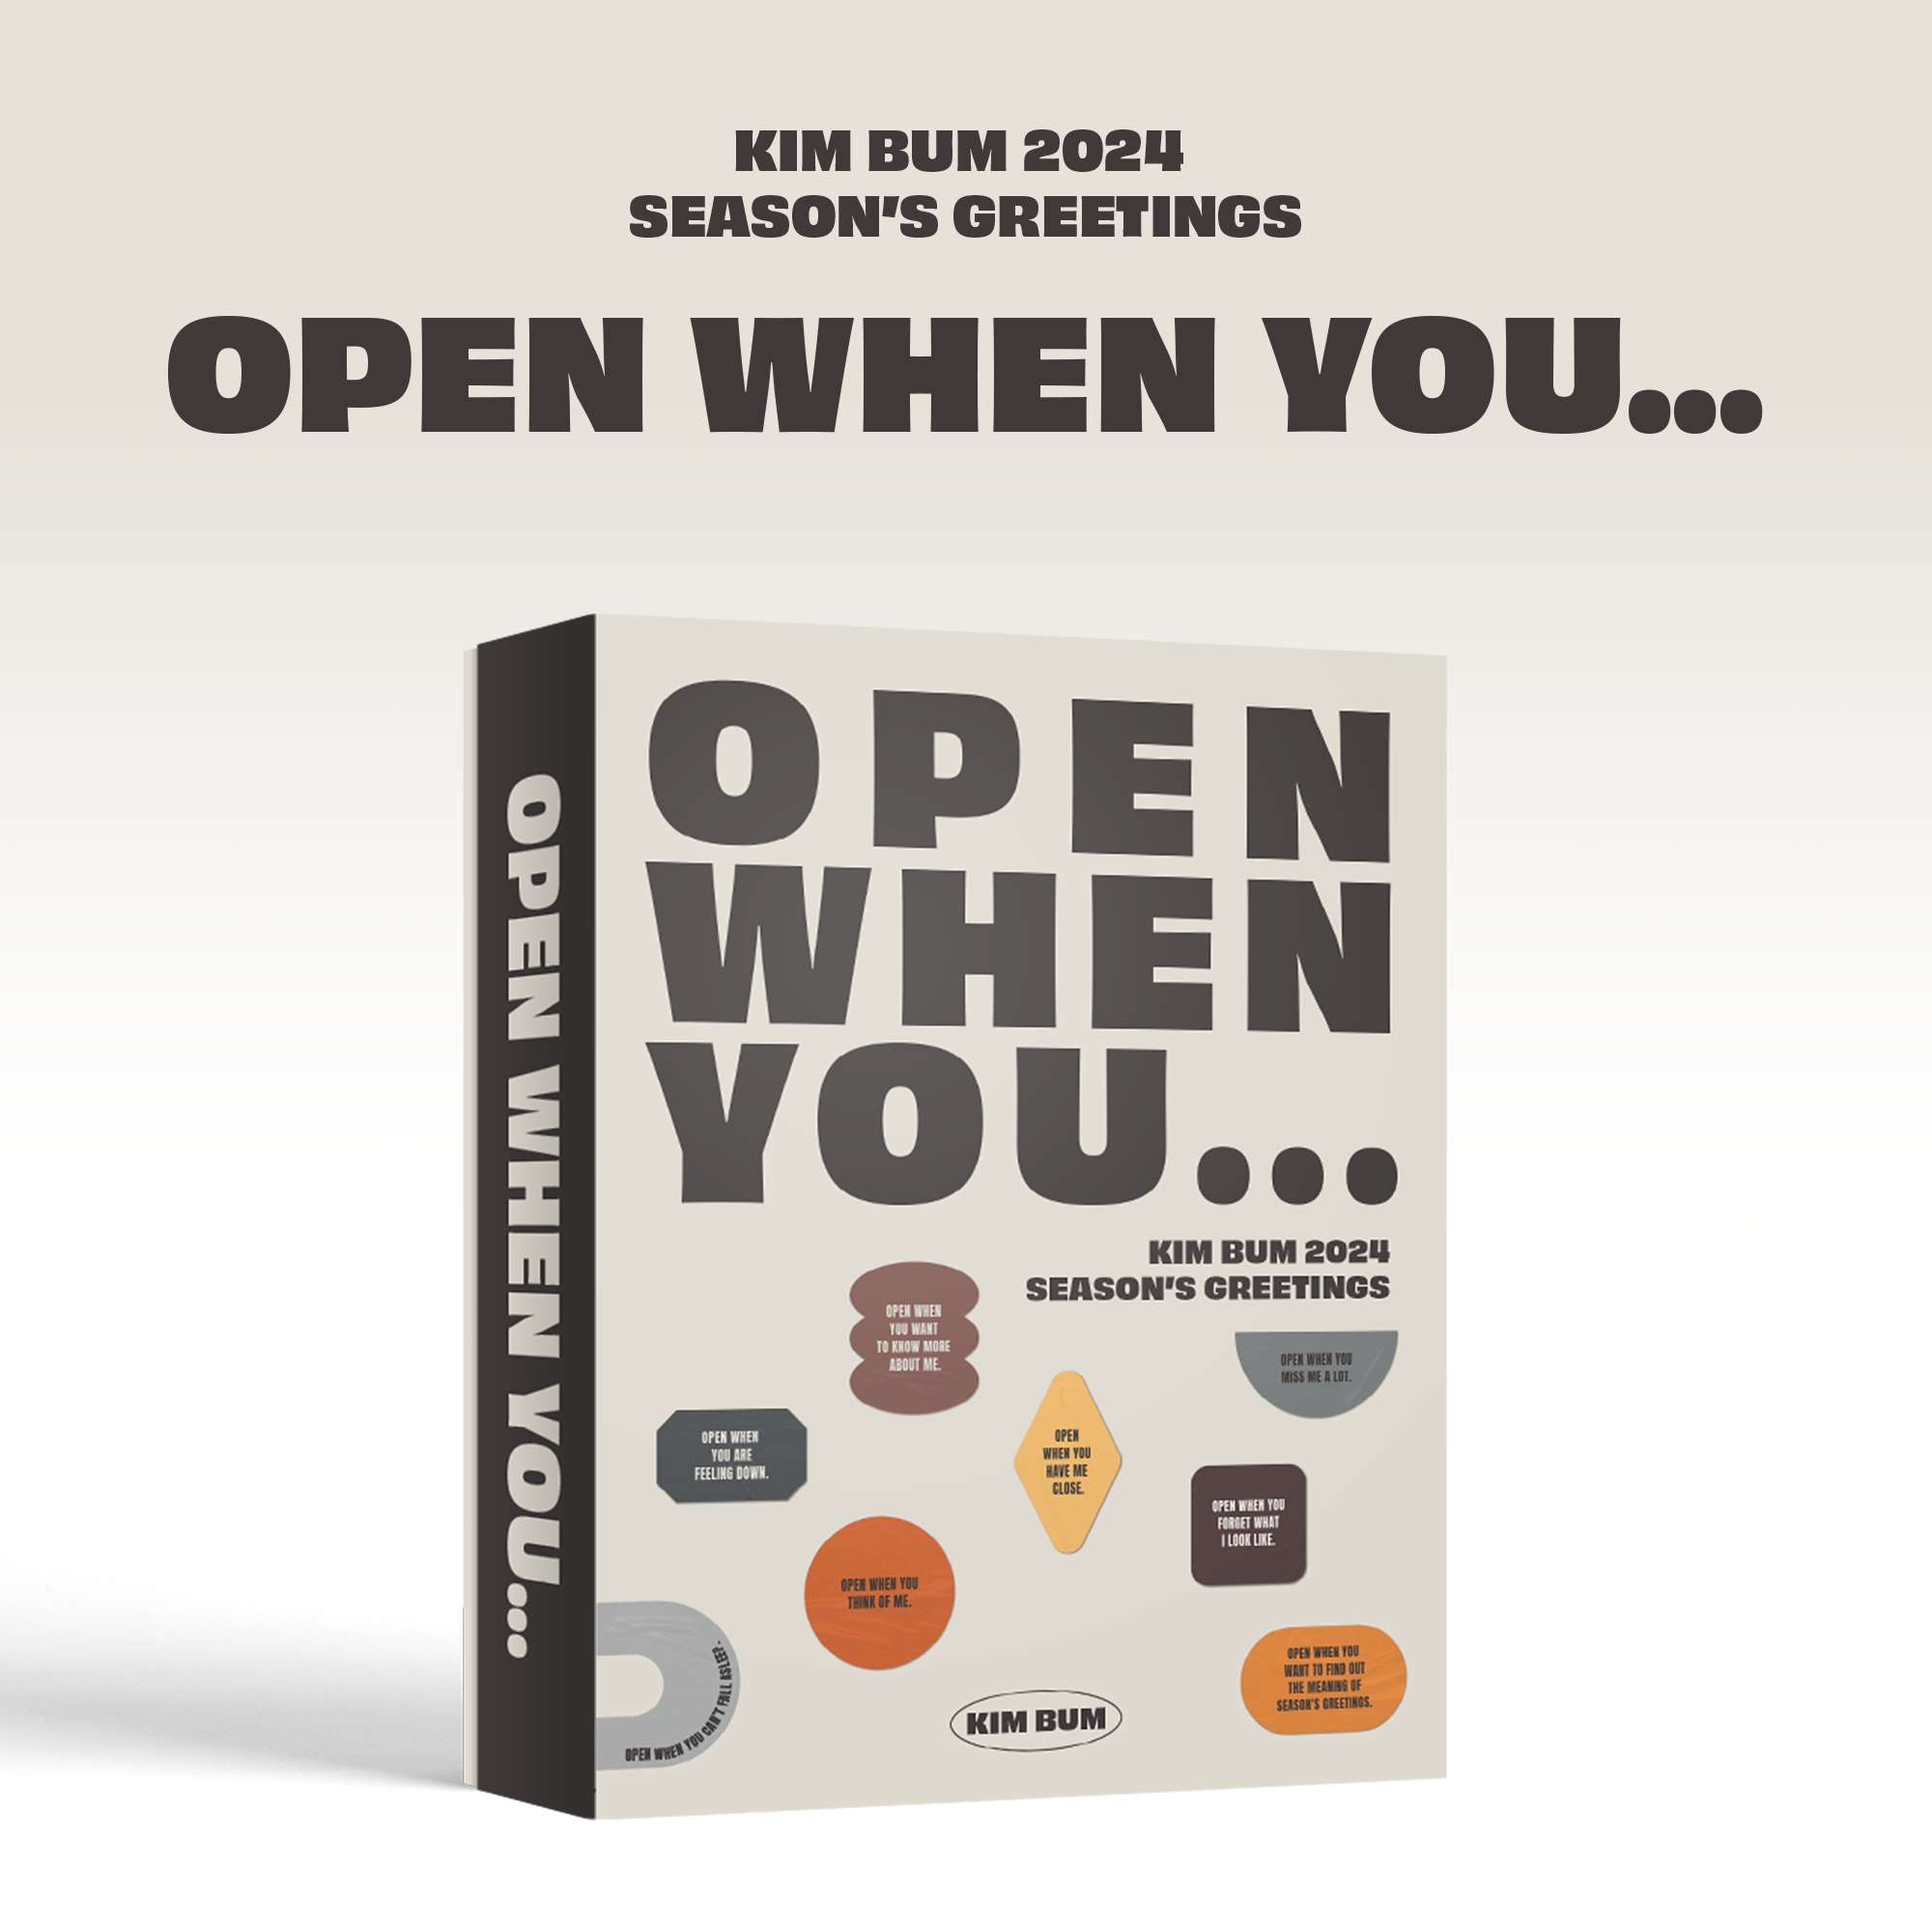 KIM BUM 2024
SEASON'S GREETINGS
OPEN WHEN YOU...
OPEN WHEN YOU...
OPEN
WHEN
YOU...
KIM BUM 2024
SEASON'S GREETINGS
OPEN WHEN
YOU WANT
TO KNOW MORE
ABOUT ME.
OPEN WHEN YOU
MISS ME A LOT.
OPEN WHEN
YOU ARE
FEELING DOWN.
OPEN
WHEN YOU
HAVE ME
CLOSE.
OPEN WHEN YOU
FORGET WHAT
I LOOK LIKE.
OPEN WHEN YOU
THINK OF ME.
OPEN WHEN YOU CAN'T FALL ASLEEP.
OPEN WHEN YOU
WANT TO FIND OUT
THE MEANING OF
SEASON'S GREETINGS.
KIM BUM